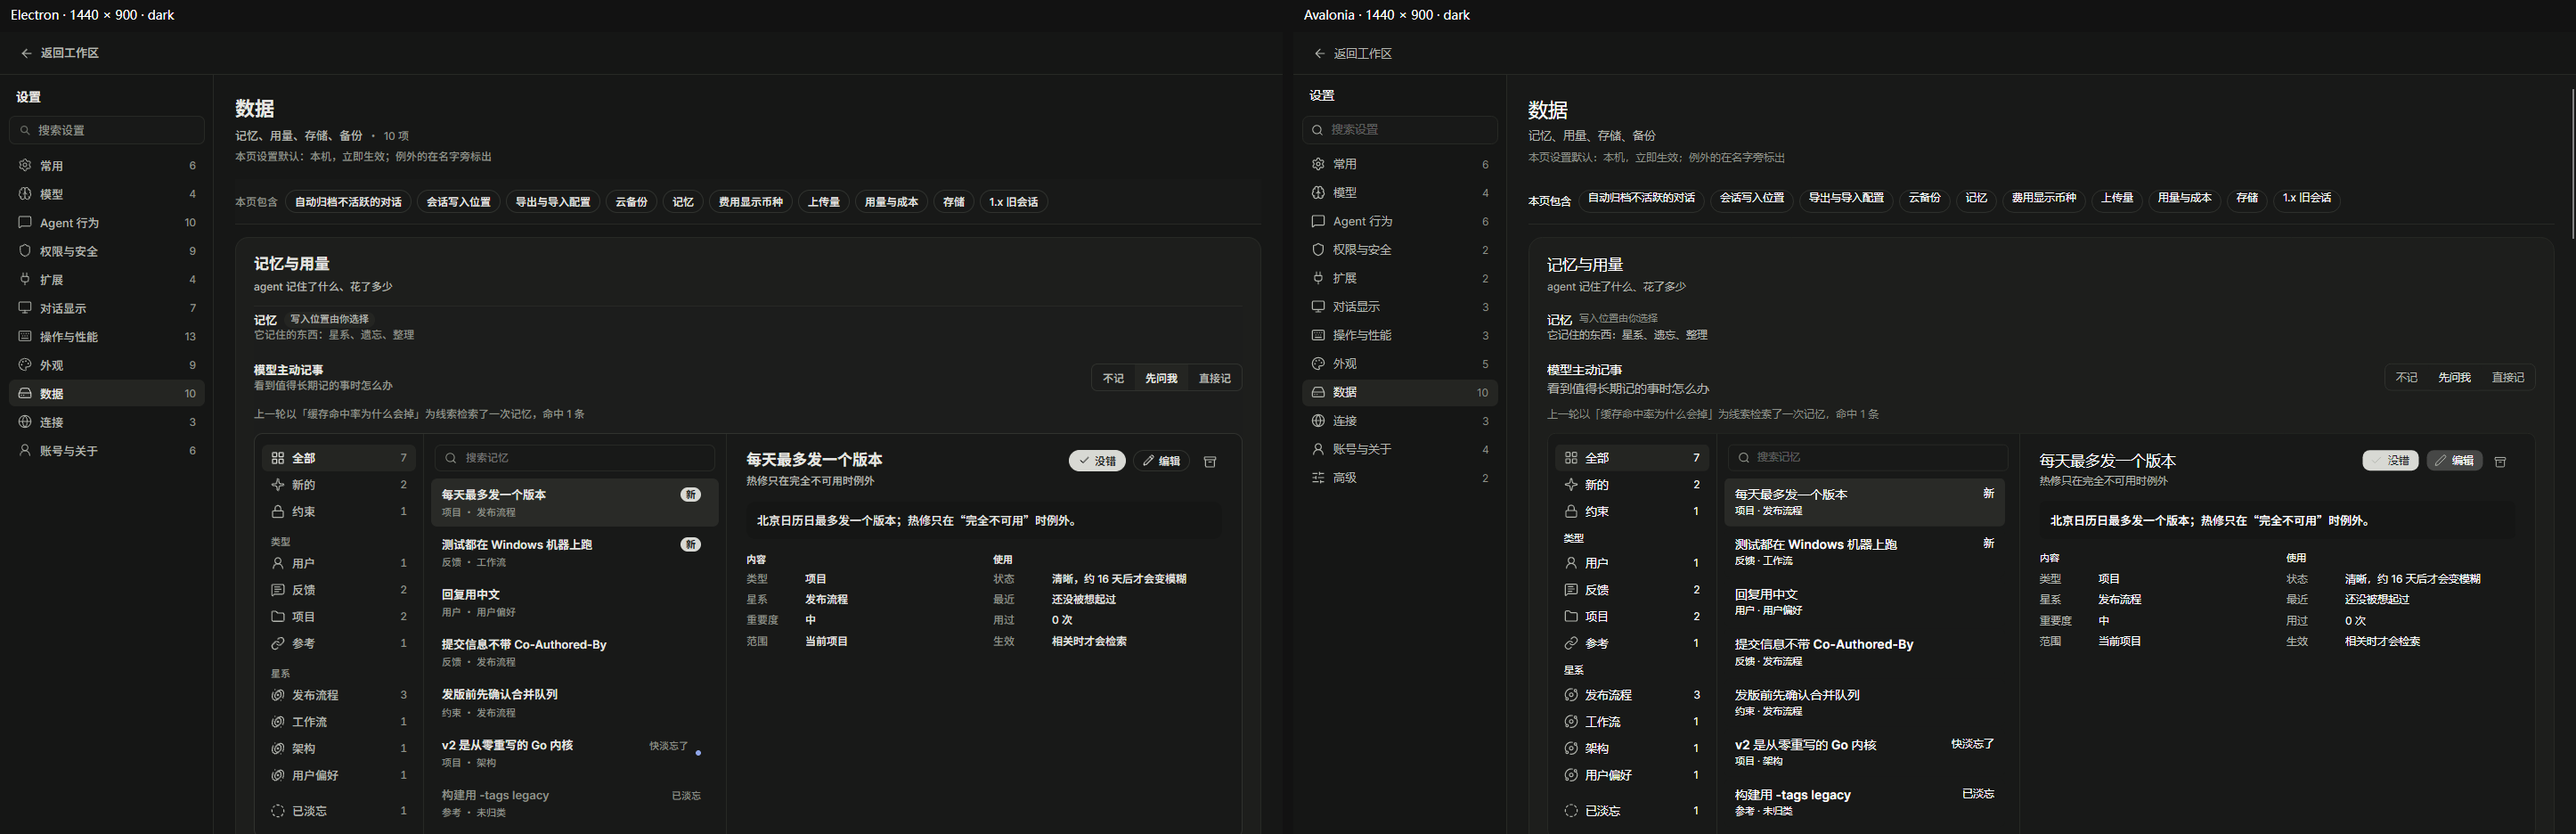 Electron · 1440 × 900 · dark
返回工作区
设置
搜索设置
常用 6
模型 4
Agent 行为 10
权限与安全 9
扩展 4
对话显示 7
操作与性能 13
外观 9
数据 10
连接 3
账号与关于 6
数据
记忆、用量、存储、备份 · 10 项
本页设置默认：本机，立即生效；例外的在名字旁标出
本页包含 自动归档不活跃的对话 会话写入位置 导出与导入配置 云备份 记忆 费用显示币种 上传量 用量与成本 存储 1.x 旧会话
记忆与用量
agent 记住了什么、花了多少
记忆 写入位置由你选择
它记住的东西：星系、遗忘、整理
模型主动记事
看到值得长期记的事时怎么办
不记 先问我 直接记
上一轮以「缓存命中率为什么会掉」为线索检索了一次记忆，命中 1 条
全部 7
新的 2
约束 1
类型
用户 1
反馈 2
项目 2
参考 1
星系
发布流程 3
工作流 1
架构 1
用户偏好 1
已淡忘 1
搜索记忆
每天最多发一个版本 新
项目 · 发布流程
测试都在 Windows 机器上跑 新
反馈 · 工作流
回复用中文
用户 · 用户偏好
提交信息不带 Co-Authored-By
反馈 · 发布流程
发版前先确认合并队列
约束 · 发布流程
v2 是从零重写的 Go 内核 快淡忘了
项目 · 架构
构建用 -tags legacy 已淡忘
参考 · 未归类
每天最多发一个版本
没错 编辑
热修只在完全不可用时例外
北京日历日最多发一个版本；热修只在“完全不可用”时例外。
内容
类型 项目
星系 发布流程
重要度 中
范围 当前项目
使用
状态 清晰，约 16 天后才会变模糊
最近 还没被想起过
用过 0 次
生效 相关时才会检索
Avalonia · 1440 × 900 · dark
返回工作区
设置
搜索设置
常用 6
模型 4
Agent 行为 6
权限与安全 2
扩展 2
对话显示 3
操作与性能 3
外观 5
数据 10
连接 3
账号与关于 4
高级 2
数据
记忆、用量、存储、备份
本页设置默认：本机，立即生效；例外的在名字旁标出
本页包含 自动归档不活跃的对话 会话写入位置 导出与导入配置 云备份 记忆 费用显示币种 上传量 用量与成本 存储 1.x 旧会话
记忆与用量
agent 记住了什么、花了多少
记忆 写入位置由你选择
它记住的东西：星系、遗忘、整理
模型主动记事
看到值得长期记的事时怎么办
不记 先问我 直接记
上一轮以「缓存命中率为什么会掉」为线索检索了一次记忆，命中 1 条
全部 7
新的 2
约束 1
类型
用户 1
反馈 2
项目 2
参考 1
星系
发布流程 3
工作流 1
架构 1
用户偏好 1
已淡忘 1
搜索记忆
每天最多发一个版本 新
项目 · 发布流程
测试都在 Windows 机器上跑 新
反馈 · 工作流
回复用中文
用户 · 用户偏好
提交信息不带 Co-Authored-By
反馈 · 发布流程
发版前先确认合并队列
约束 · 发布流程
v2 是从零重写的 Go 内核 快淡忘了
项目 · 架构
构建用 -tags legacy 已淡忘
参考 · 未归类
每天最多发一个版本
没错 编辑
热修只在完全不可用时例外
北京日历日最多发一个版本；热修只在“完全不可用”时例外。
内容
类型 项目
星系 发布流程
重要度 中
范围 当前项目
使用
状态 清晰，约 16 天后才会变模糊
最近 还没被想起过
用过 0 次
生效 相关时才会检索